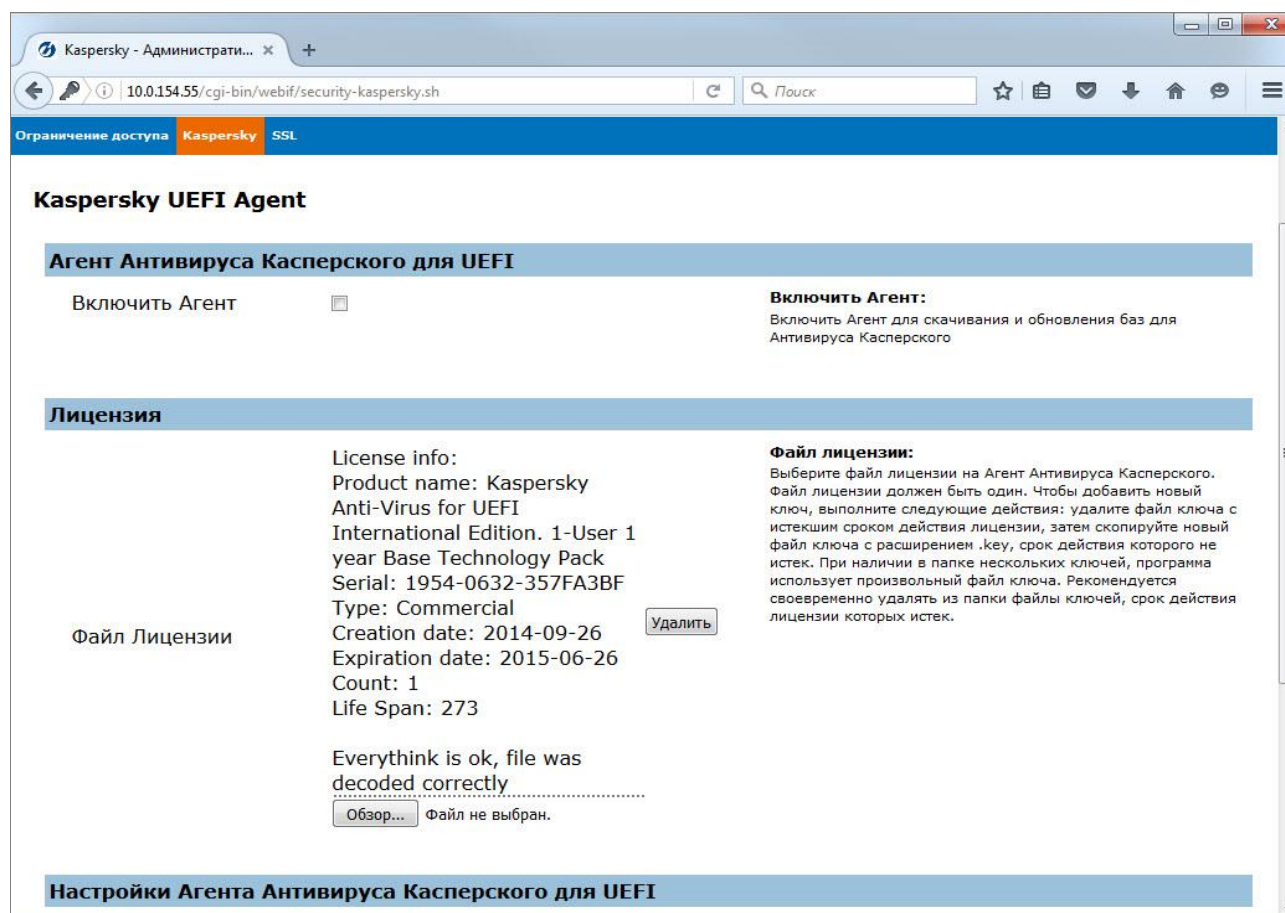 Kaspersky - Администрати...
10.0.154.55/cgi-bin/webif/security-kaspersky.sh
Поиск
Ограничение доступа Kaspersky SSL
Kaspersky UEFI Agent
Агент Антивируса Касперского для UEFI
Включить Агент
Включить Агент:
Включить Агент для скачивания и обновления баз для
Антивируса Касперского
Лицензия
Файл Лицензии
License info:
Product name: Kaspersky
Anti-Virus for UEFI
International Edition. 1-User 1
year Base Technology Pack
Serial: 1954-0632-357FA3BF
Type: Commercial
Creation date: 2014-09-26
Expiration date: 2015-06-26
Count: 1
Life Span: 273
Everythink is ok, file was
decoded correctly
Обзор... Файл не выбран.
Удалить
Файл лицензии:
Выберите файл лицензии на Агент Антивируса Касперского.
Файл лицензии должен быть один. Чтобы добавить новый
ключ, выполните следующие действия: удалите файл ключа с
истекшим сроком действия лицензии, затем скопируйте новый
файл ключа с расширением .key, срок действия которого не
истек. При наличии в папке нескольких ключей, программа
использует произвольный файл ключа. Рекомендуется
своевременно удалять из папки файлы ключей, срок действия
лицензии которых истек.
Настройки Агента Антивируса Касперского для UEFI